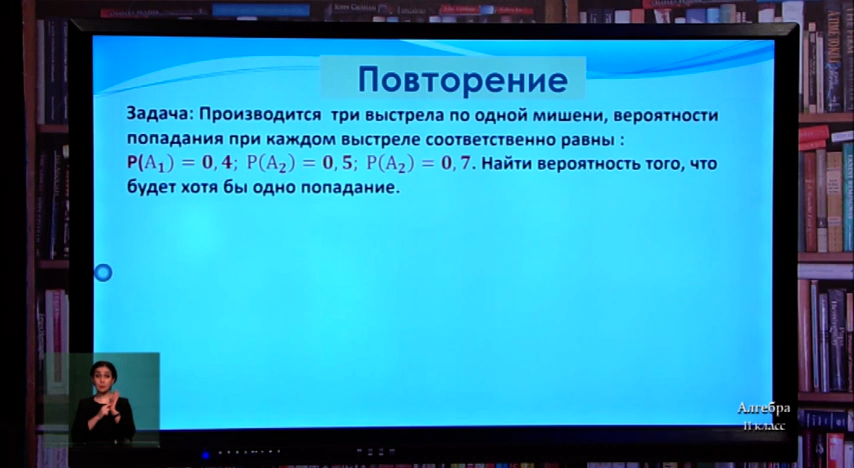 Повторение
Задача: Производится три выстрела по одной мишени, вероятности
попадания при каждом выстреле соответственно равны :
P(A₁) = 0, 4; P(A₂) = 0, 5; P(A₂) = 0, 7. Найти вероятность того, что
будет хотя бы одно попадание.
Алгебра
11 класс